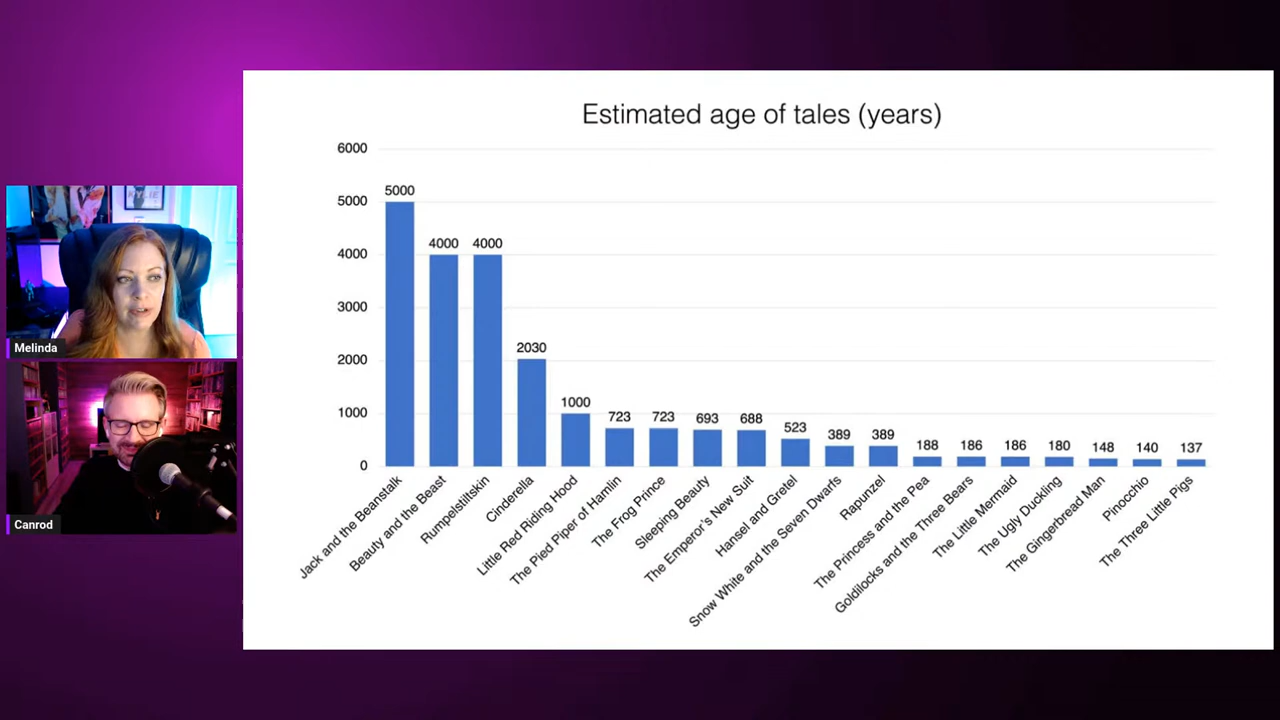 Estimated age of tales (years)
6000
5000
4000
3000
2000
1000
0
5000
4000
4000
2030
1000
723
723
693
688
523
389
389
188
186
186
180
148
140
137
Jack and the Beanstalk
Beauty and the Beast
Rumpelstiltskin
Cinderella
Little Red Riding Hood
The Pied Piper of Hamlin
The Frog Prince
Sleeping Beauty
The Emperor's New Suit
Hansel and Gretel
Snow White and the Seven Dwarfs
Rapunzel
The Princess and the Pea
Goldilocks and the Three Bears
The Little Mermaid
The Ugly Duckling
The Gingerbread Man
Pinocchio
The Three Little Pigs
KYLIE
Melinda
Canrod